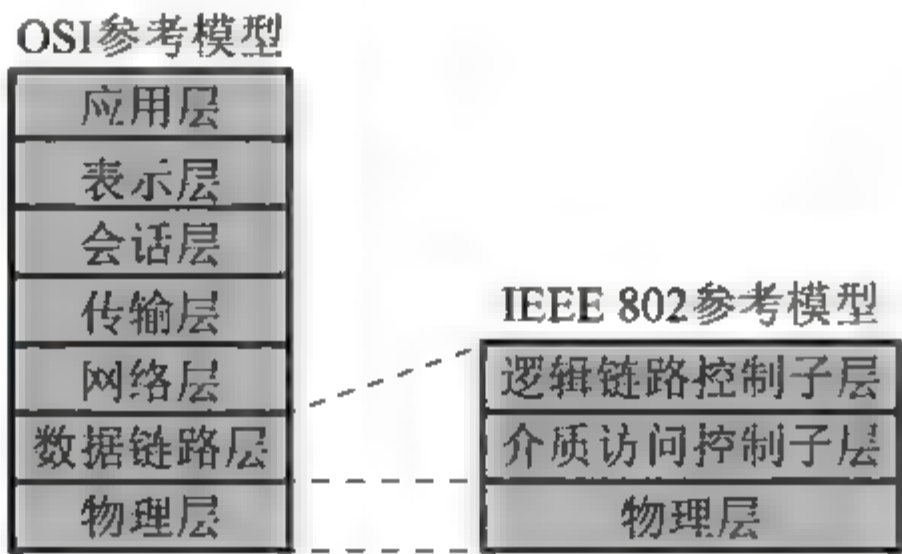 OSI参考模型
应用层
表示层
会话层
传输层
网络层
数据链路层
物理层
IEEE 802参考模型
逻辑链路控制子层
介质访问控制子层
物理层